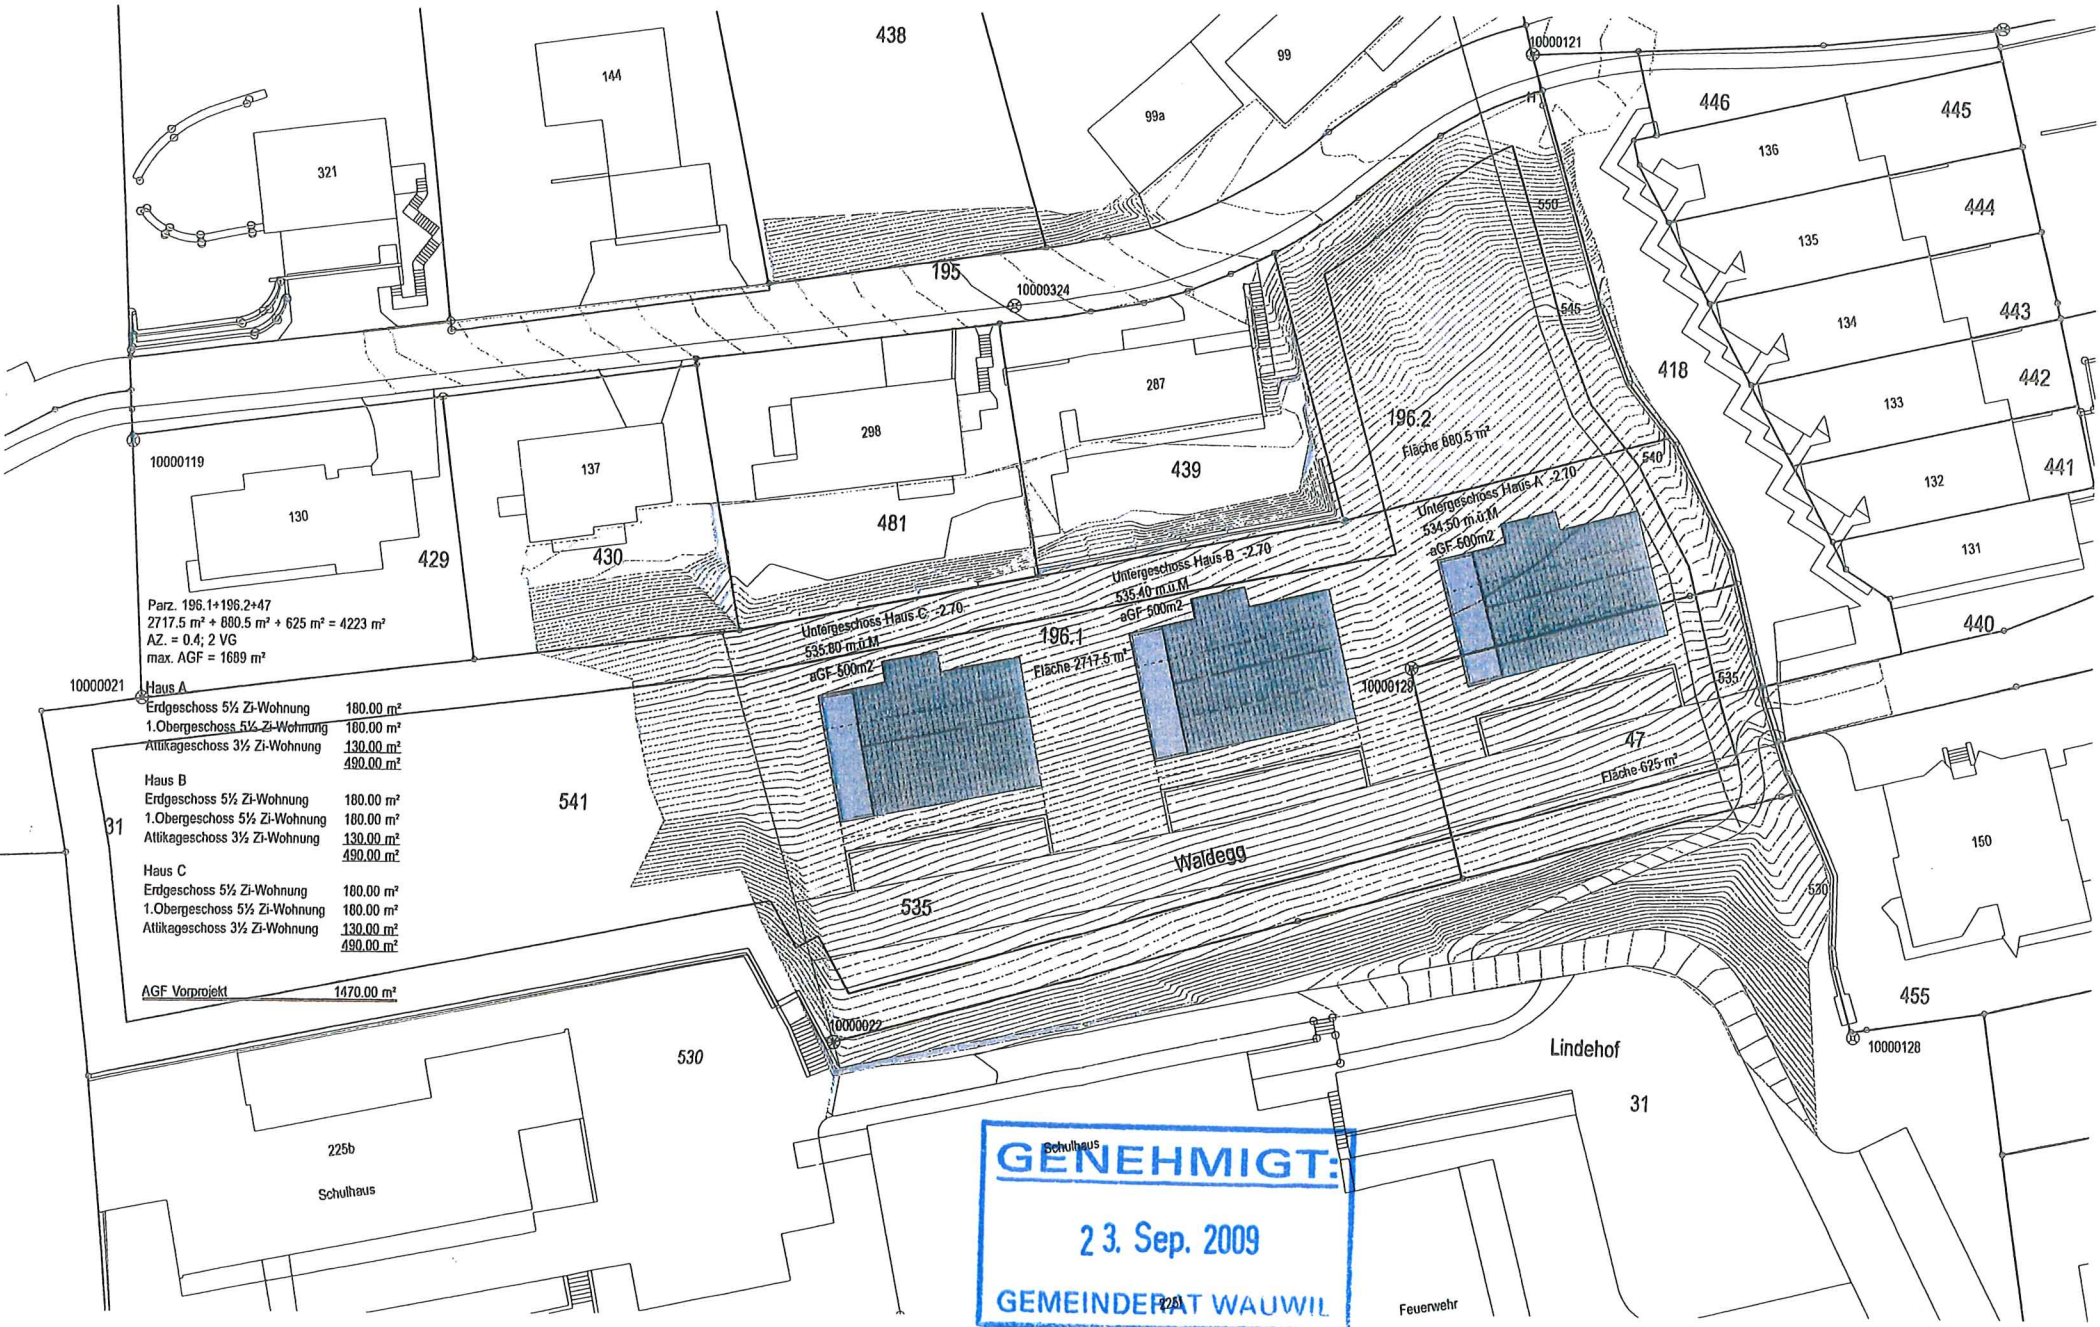 438
144
99
99a
10000121
446
445
136
321
444
550
135
195
10000324
545
443
134
418
287
442
133
298
196.2
Fläche 880.5 m²
10000119
137
439
540
441
132
130
481
Untergeschoss Haus A -2.70
534.50 m.ü.M
aGF 500m2
429
430
131
Untergeschoss Haus B -2.70
535.40 m.ü.M
aGF 500m2
Parz. 196.1+196.2+47
2717.5 m² + 880.5 m² + 625 m² = 4223 m²
AZ. = 0.4; 2 VG
max. AGF = 1689 m²
Untergeschoss Haus C -2.70
535.80 m.ü.M
aGF 500m2
196.1
Fläche 2717.5 m²
440
10000021
10000129
535
Haus A
Erdgeschoss 5½ Zi-Wohnung 180.00 m²
1.Obergeschoss 5½ Zi-Wohnung 180.00 m²
Attikageschoss 3½ Zi-Wohnung 130.00 m²
490.00 m²
47
Fläche 625 m²
Haus B
Erdgeschoss 5½ Zi-Wohnung 180.00 m²
1.Obergeschoss 5½ Zi-Wohnung 180.00 m²
Attikageschoss 3½ Zi-Wohnung 130.00 m²
490.00 m²
31
541
150
Waldegg
Haus C
Erdgeschoss 5½ Zi-Wohnung 180.00 m²
1.Obergeschoss 5½ Zi-Wohnung 180.00 m²
Attikageschoss 3½ Zi-Wohnung 130.00 m²
490.00 m²
530
535
AGF Vorprojekt 1470.00 m²
455
10000022
530
Lindehof
10000128
31
225b
Schulhaus
Schulhaus
GENEHMIGT:
23. Sep. 2009
GEMEINDERAT WAUWIL
Feuerwehr